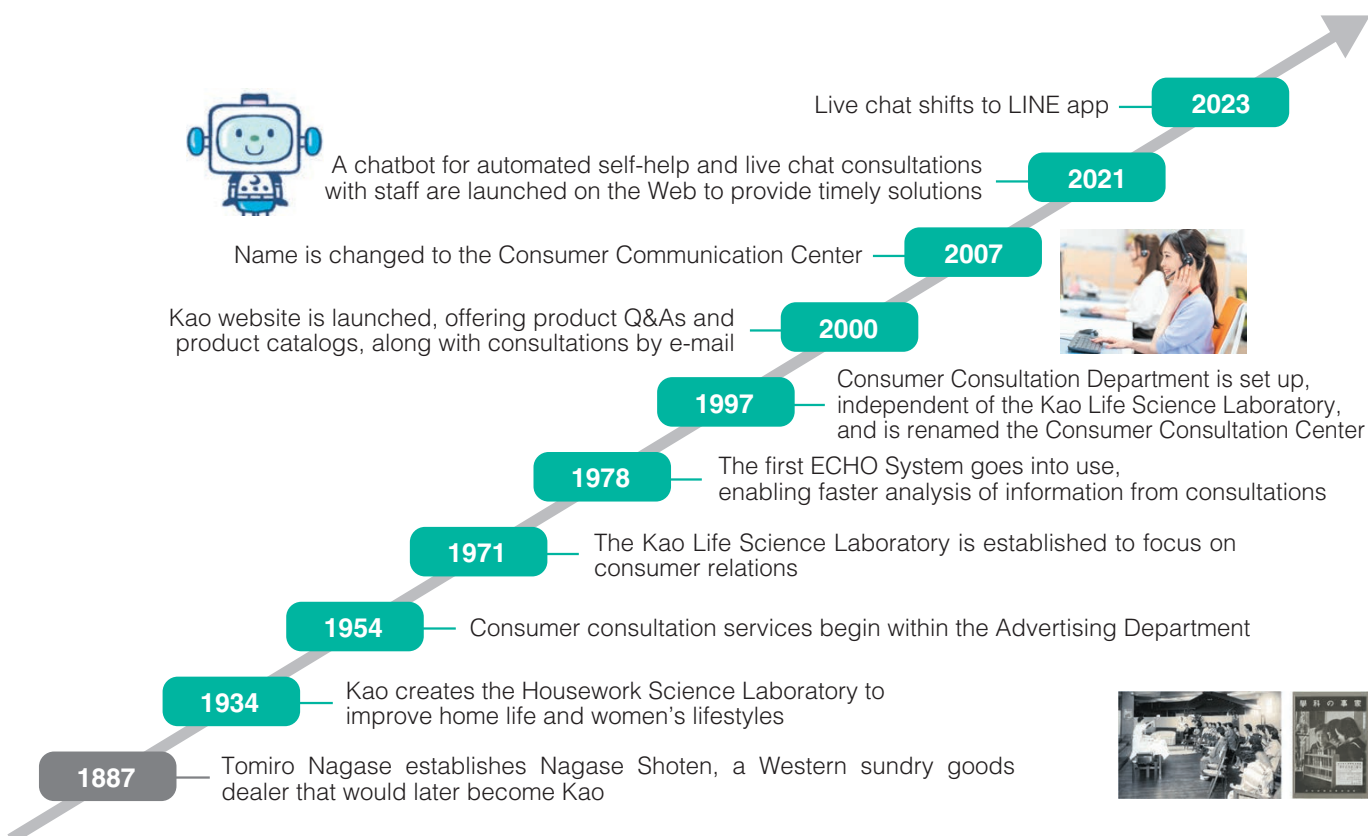 Live chat shifts to LINE app
2023
A chatbot for automated self-help and live chat consultations
with staff are launched on the Web to provide timely solutions
2021
Name is changed to the Consumer Communication Center
2007
Kao website is launched, offering product Q&As and
product catalogs, along with consultations by e-mail
2000
1997
Consumer Consultation Department is set up,
independent of the Kao Life Science Laboratory,
and is renamed the Consumer Consultation Center
1978
The first ECHO System goes into use,
enabling faster analysis of information from consultations
1971
The Kao Life Science Laboratory is established to focus on
consumer relations
1954
Consumer consultation services begin within the Advertising Department
1934
Kao creates the Housework Science Laboratory to
improve home life and women’s lifestyles
學科の事家
1887
Tomiro Nagase establishes Nagase Shoten, a Western sundry goods
dealer that would later become Kao